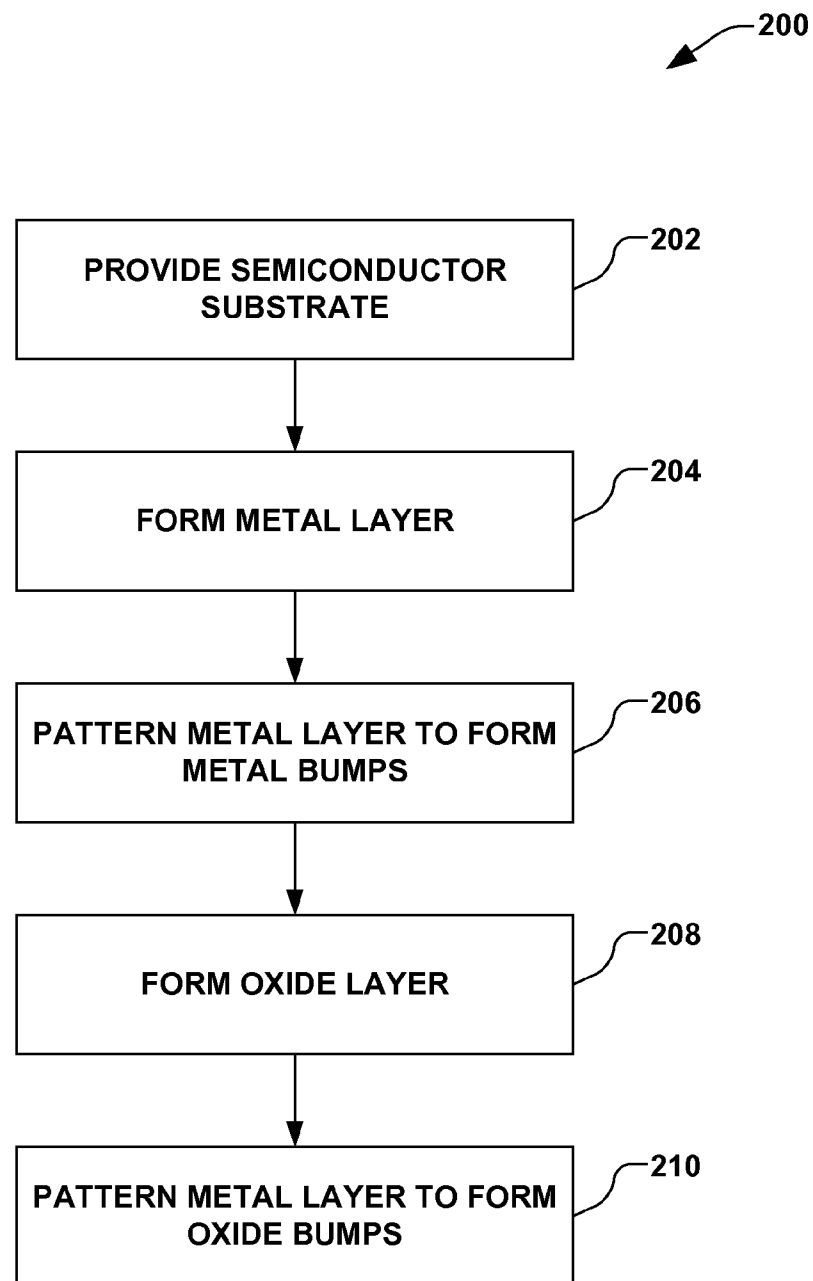 200
PROVIDE SEMICONDUCTOR
SUBSTRATE
202
FORM METAL LAYER
204
PATTERN METAL LAYER TO FORM
METAL BUMPS
206
FORM OXIDE LAYER
208
PATTERN METAL LAYER TO FORM
OXIDE BUMPS
210